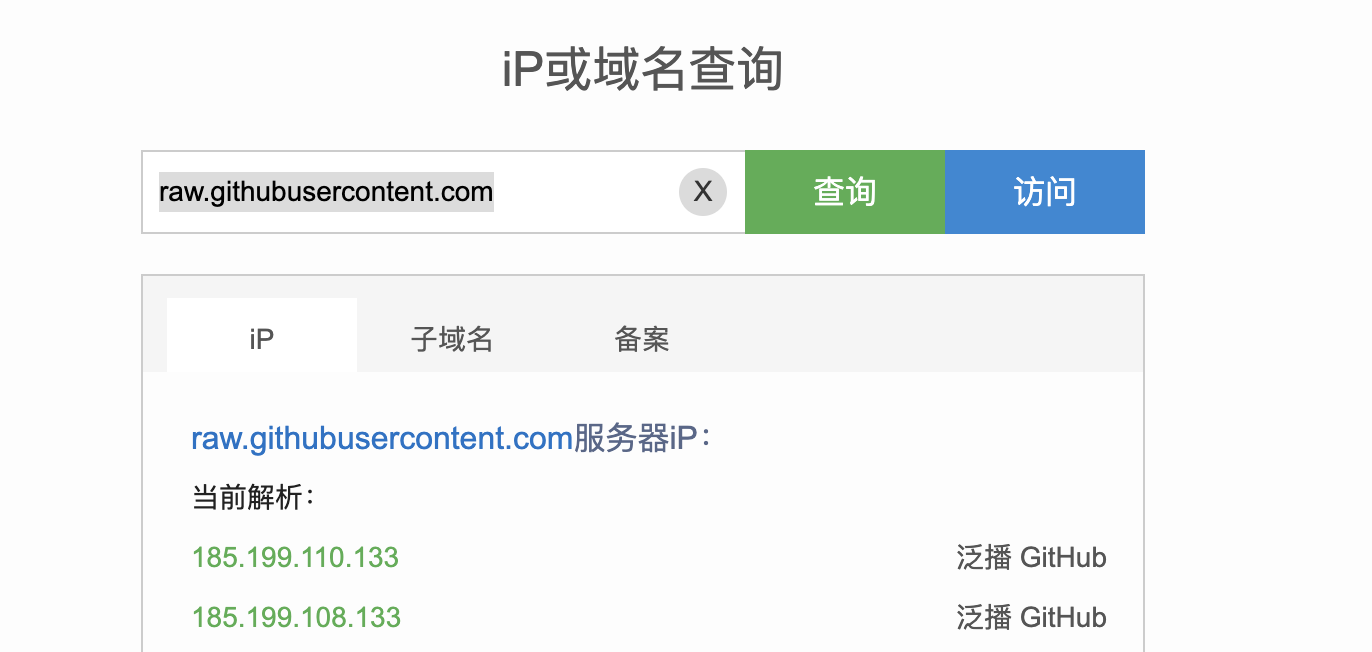 iP或域名查询
raw.githubusercontent.com X 查询 访问
iP 子域名 备案
raw.githubusercontent.com服务器iP：
当前解析：
185.199.110.133 泛播 GitHub
185.199.108.133 泛播 GitHub